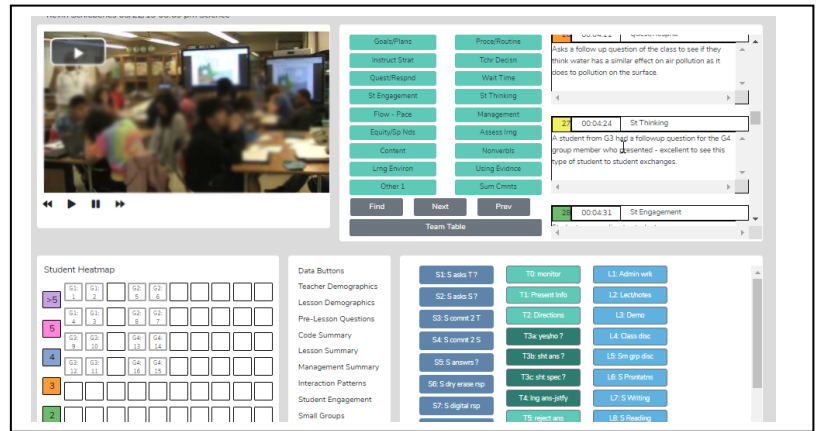 Goals/Plans
Proce/Routine
Instruct Strat
Tchr Decisn
Quest/Respnd
Wait Time
St Engagement
St Thinking
Flow - Pace
Management
Equity/Sp Nds
Assess lrng
Content
Nonverbls
Lrng Environ
Using Evidnce
Other 1
Sum Cmnts
Find
Next
Prev
Team Table
00:04:11
Quest/Respnd
Asks a follow up question of the class to see if they
think water has a similar effect on air pollution as it
does to pollution on the surface.
27 00:04:24 St Thinking
A student from G3 had a followup question for the G4
group member who presented - excellent to see this
type of student to student exchanges.
28 00:04:31 St Engagement
Student Heatmap
>5
G1: 1
G1: 2
G2: 5
G2: 6
5
G1: 4
G1: 3
G2: 8
G2: 7
4
G3: 9
G3: 10
G4: 13
G4: 14
G3: 12
G3: 11
G4: 16
G4: 15
3
2
Data Buttons
Teacher Demographics
Lesson Demographics
Pre-Lesson Questions
Code Summary
Lesson Summary
Management Summary
Interaction Patterns
Student Engagement
Small Groups
S1: S asks T ?
T0: monitor
L1: Admin wrk
S2: S asks S ?
T1: Present Info
L2: Lect/notes
S3: S comnt 2 T
T2: Directions
L3: Demo
S4: S comnt 2 S
T3a: yes/no ?
L4: Class disc
S5: S answrs ?
T3b: sht ans ?
L5: Sm grp disc
S6: S dry erase rsp
T3c: sht spec ?
L6: S Prsntatns
S7: S digital rsp
T4: lng ans-jstfy
L7: S Writing
T5: reject ans
L8: S Reading